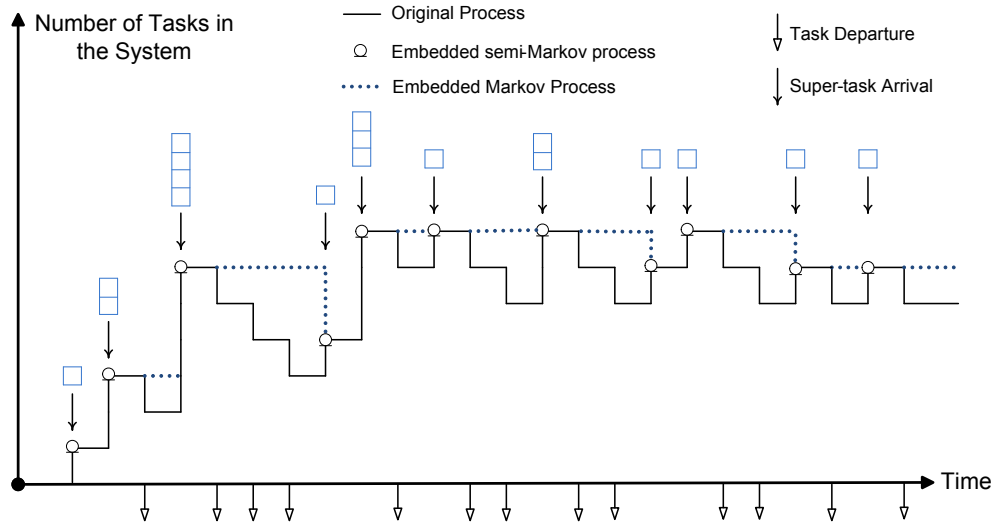 Number of Tasks in
the System
Original Process
Embedded semi-Markov process
Embedded Markov Process
Task Departure
Super-task Arrival
Time